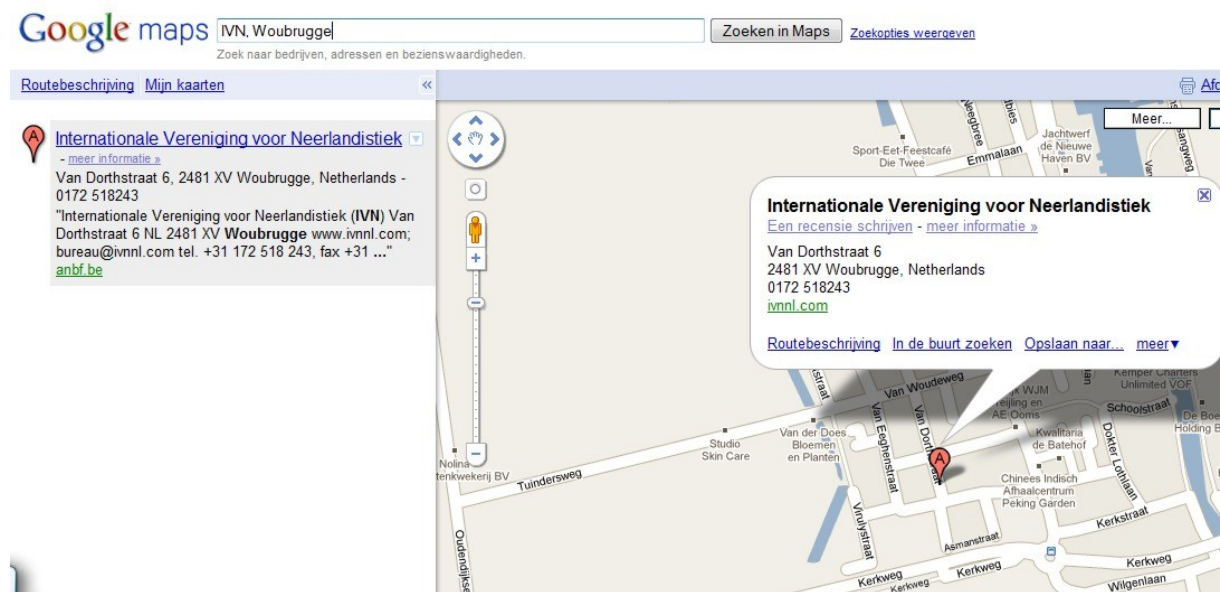 Google maps
IVN, Woubrugge
Zoeken in Maps
Zoekopties weergeven
Zoek naar bedrijven, adressen en bezienswaardigheden.
Routebeschrijving Mijn kaarten
«
A
Internationale Vereniging voor Neerlandistiek
- meer informatie »
Van Dorthstraat 6, 2481 XV Woubrugge, Netherlands -
0172 518243
"Internationale Vereniging voor Neerlandistiek (IVN) Van
Dorthstraat 6 NL 2481 XV Woubrugge www.ivnnl.com;
bureau@ivnnl.com tel. +31 172 518 243, fax +31 ..."
anbf.be
Meer...
Sport-Eet-Feestcafé
Die Twee
Emmalaan
Jachtwerf
de Nieuwe
Haven BV
Internationale Vereniging voor Neerlandistiek
Een recensie schrijven - meer informatie »
Van Dorthstraat 6
2481 XV Woubrugge, Netherlands
0172 518243
ivnnl.com
Routebeschrijving In de buurt zoeken Opslaan naar... meer▼
Van Woudeweg
Kemper Charters
Unlimited VOF
AE Ooms
Schoolstraat
Van Eeghenstraat
Van der Does
Bloemen
en Planten
Studio
Skin Care
Kwalitaria
de Batehof
Dokter Lothlaan
A
Tuindersweg
Chinees Indisch
Afhaalcentrum
Peking Garden
Virulystraat
Kerkstraat
Asmanstraat
Kerkweg
Kerkweg
Kerkweg
Kerkweg
Wilgenlaan